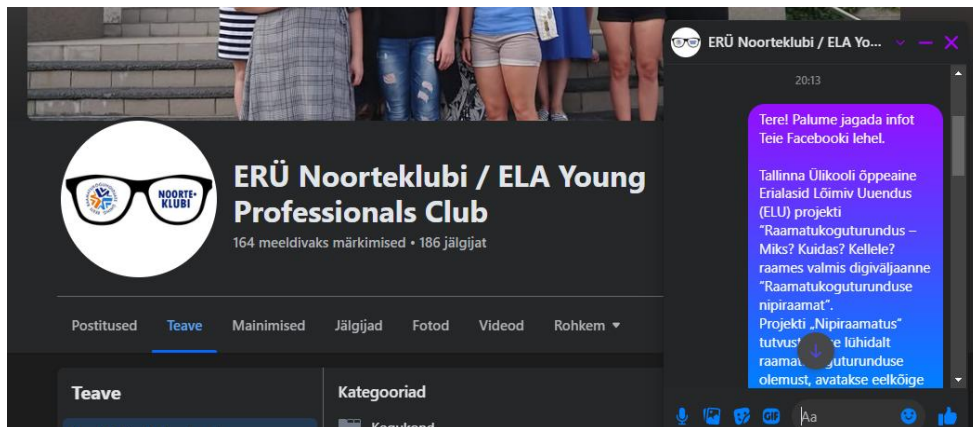 ERÜ Noorteklubi / ELA Yo...
20:13
Tere! Palume jagada infot
Teie Facebooki lehel.
Tallinna Ülikooli õppeaine
Erialasid Lõimiv Uuendus
(ELU) projekti
"Raamatukoguturundus –
Miks? Kuidas? Kellele?
raames valmis digiväljaanne
"Raamatukoguturunduse
nipiraamat".
Projekti „Nipiraamatus"
lühidalt
olemust, avatakse eelkõige
Aa
GIF
NOORTE-
KLUBI
ERÜ Noorteklubi / ELA Young
Professionals Club
164 meeldivaks märkimised • 186 jälgijat
Postitused Teave Mainimised Jälgijad Fotod Videod Rohkem
Teave
Kategooriad